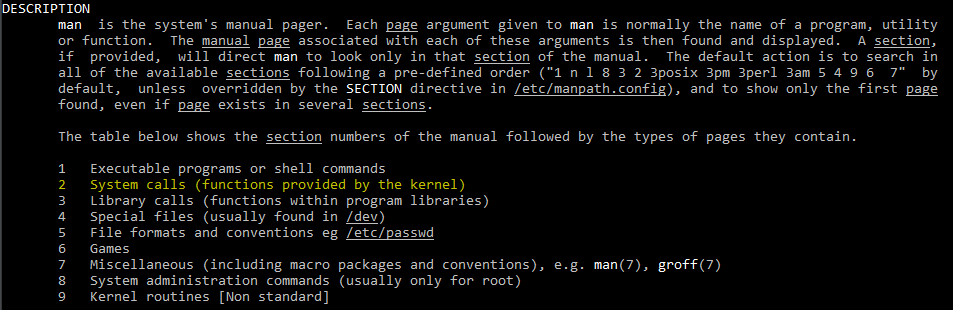 DESCRIPTION
man is the system's manual pager. Each page argument given to man is normally the name of a program, utility
or function. The manual page associated with each of these arguments is then found and displayed. A section,
if provided, will direct man to look only in that section of the manual. The default action is to search in
all of the available sections following a pre-defined order ("1 n l 8 3 2 3posix 3pm 3perl 3am 5 4 9 6 7" by
default, unless overridden by the SECTION directive in /etc/manpath.config), and to show only the first page
found, even if page exists in several sections.
The table below shows the section numbers of the manual followed by the types of pages they contain.
1 Executable programs or shell commands
2 System calls (functions provided by the kernel)
3 Library calls (functions within program libraries)
4 Special files (usually found in /dev)
5 File formats and conventions eg /etc/passwd
6 Games
7 Miscellaneous (including macro packages and conventions), e.g. man(7), groff(7)
8 System administration commands (usually only for root)
9 Kernel routines [Non standard]